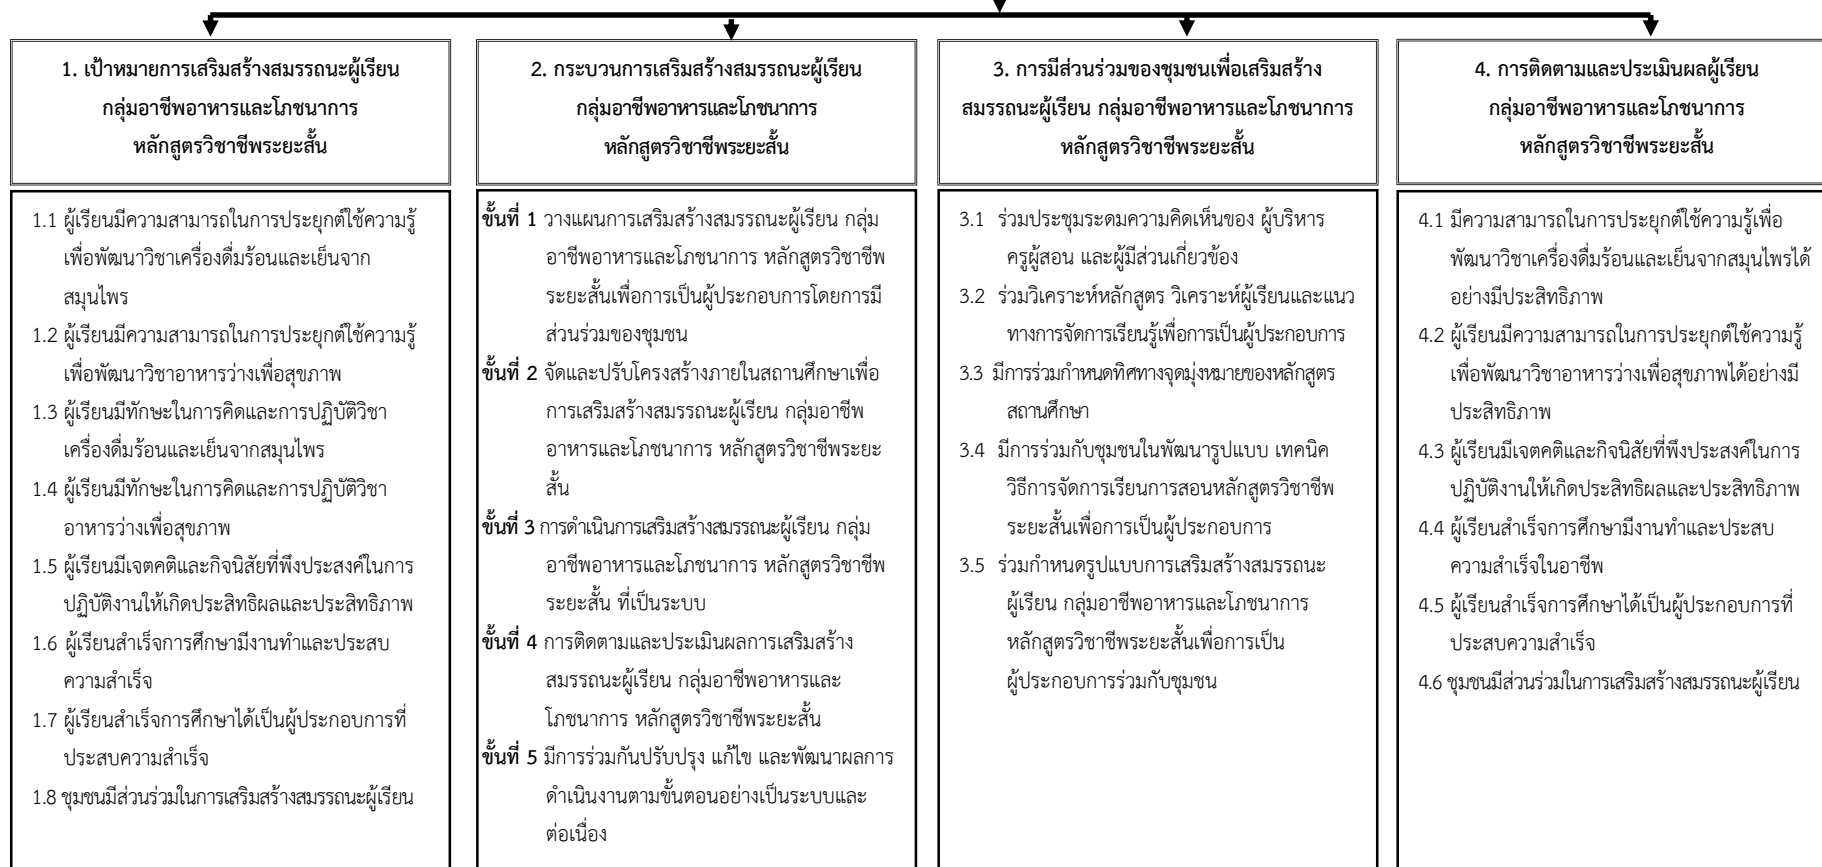 1. เป้าหมายการเสริมสร้างสมรรถนะผู้เรียน
กลุ่มอาชีพอาหารและโภชนาการ
หลักสูตรวิชาชีพระยะสั้น
1.1 ผู้เรียนมีความสามารถในการประยุกต์ใช้ความรู้
เพื่อพัฒนาวิชาเครื่องดื่มร้อนและเย็นจาก
สมุนไพร
1.2 ผู้เรียนมีความสามารถในการประยุกต์ใช้ความรู้
เพื่อพัฒนาวิชาอาหารว่างเพื่อสุขภาพ
1.3 ผู้เรียนมีทักษะในการคิดและการปฏิบัติวิชา
เครื่องดื่มร้อนและเย็นจากสมุนไพร
1.4 ผู้เรียนมีทักษะในการคิดและการปฏิบัติวิชา
อาหารว่างเพื่อสุขภาพ
1.5 ผู้เรียนมีเจตคติและกิจนิสัยที่พึงประสงค์ในการ
ปฏิบัติงานให้เกิดประสิทธิผลและประสิทธิภาพ
1.6 ผู้เรียนสำเร็จการศึกษามีงานทำและประสบ
ความสำเร็จ
1.7 ผู้เรียนสำเร็จการศึกษาได้เป็นผู้ประกอบการที่
ประสบความสำเร็จ
1.8 ชุมชนมีส่วนร่วมในการเสริมสร้างสมรรถนะผู้เรียน
2. กระบวนการเสริมสร้างสมรรถนะผู้เรียน
กลุ่มอาชีพอาหารและโภชนาการ
หลักสูตรวิชาชีพระยะสั้น
ขั้นที่ 1 วางแผนการเสริมสร้างสมรรถนะผู้เรียน กลุ่ม
อาชีพอาหารและโภชนาการ หลักสูตรวิชาชีพ
ระยะสั้นเพื่อการเป็นผู้ประกอบการโดยการมี
ส่วนร่วมของชุมชน
ขั้นที่ 2 จัดและปรับโครงสร้างภายในสถานศึกษาเพื่อ
การเสริมสร้างสมรรถนะผู้เรียน กลุ่มอาชีพ
อาหารและโภชนาการ หลักสูตรวิชาชีพระยะ
สั้น
ขั้นที่ 3 การดำเนินการเสริมสร้างสมรรถนะผู้เรียน กลุ่ม
อาชีพอาหารและโภชนาการ หลักสูตรวิชาชีพ
ระยะสั้น ที่เป็นระบบ
ขั้นที่ 4 การติดตามและประเมินผลการเสริมสร้าง
สมรรถนะผู้เรียน กลุ่มอาชีพอาหารและ
โภชนาการ หลักสูตรวิชาชีพระยะสั้น
ขั้นที่ 5 มีการร่วมกันปรับปรุง แก้ไข และพัฒนาผลการ
ดำเนินงานตามขั้นตอนอย่างเป็นระบบและ
ต่อเนื่อง
3. การมีส่วนร่วมของชุมชนเพื่อเสริมสร้าง
สมรรถนะผู้เรียน กลุ่มอาชีพอาหารและโภชนาการ
หลักสูตรวิชาชีพระยะสั้น
3.1 ร่วมประชุมระดมความคิดเห็นของ ผู้บริหาร
ครูผู้สอน และผู้มีส่วนเกี่ยวข้อง
3.2 ร่วมวิเคราะห์หลักสูตร วิเคราะห์ผู้เรียนและแนว
ทางการจัดการเรียนรู้เพื่อการเป็นผู้ประกอบการ
3.3 มีการร่วมกำหนดทิศทางจุดมุ่งหมายของหลักสูตร
สถานศึกษา
3.4 มีการร่วมกับชุมชนในพัฒนารูปแบบ เทคนิค
วิธีการจัดการเรียนการสอนหลักสูตรวิชาชีพ
ระยะสั้นเพื่อการเป็นผู้ประกอบการ
3.5 ร่วมกำหนดรูปแบบการเสริมสร้างสมรรถนะ
ผู้เรียน กลุ่มอาชีพอาหารและโภชนาการ
หลักสูตรวิชาชีพระยะสั้นเพื่อการเป็น
ผู้ประกอบการร่วมกับชุมชน
4. การติดตามและประเมินผลผู้เรียน
กลุ่มอาชีพอาหารและโภชนาการ
หลักสูตรวิชาชีพระยะสั้น
4.1 มีความสามารถในการประยุกต์ใช้ความรู้เพื่อ
พัฒนาวิชาเครื่องดื่มร้อนและเย็นจากสมุนไพรได้
อย่างมีประสิทธิภาพ
4.2 ผู้เรียนมีความสามารถในการประยุกต์ใช้ความรู้
เพื่อพัฒนาวิชาอาหารว่างเพื่อสุขภาพได้อย่างมี
ประสิทธิภาพ
4.3 ผู้เรียนมีเจตคติและกิจนิสัยที่พึงประสงค์ในการ
ปฏิบัติงานให้เกิดประสิทธิผลและประสิทธิภาพ
4.4 ผู้เรียนสำเร็จการศึกษามีงานทำและประสบ
ความสำเร็จในอาชีพ
4.5 ผู้เรียนสำเร็จการศึกษาได้เป็นผู้ประกอบการที่
ประสบความสำเร็จ
4.6 ชุมชนมีส่วนร่วมในการเสริมสร้างสมรรถนะผู้เรียน